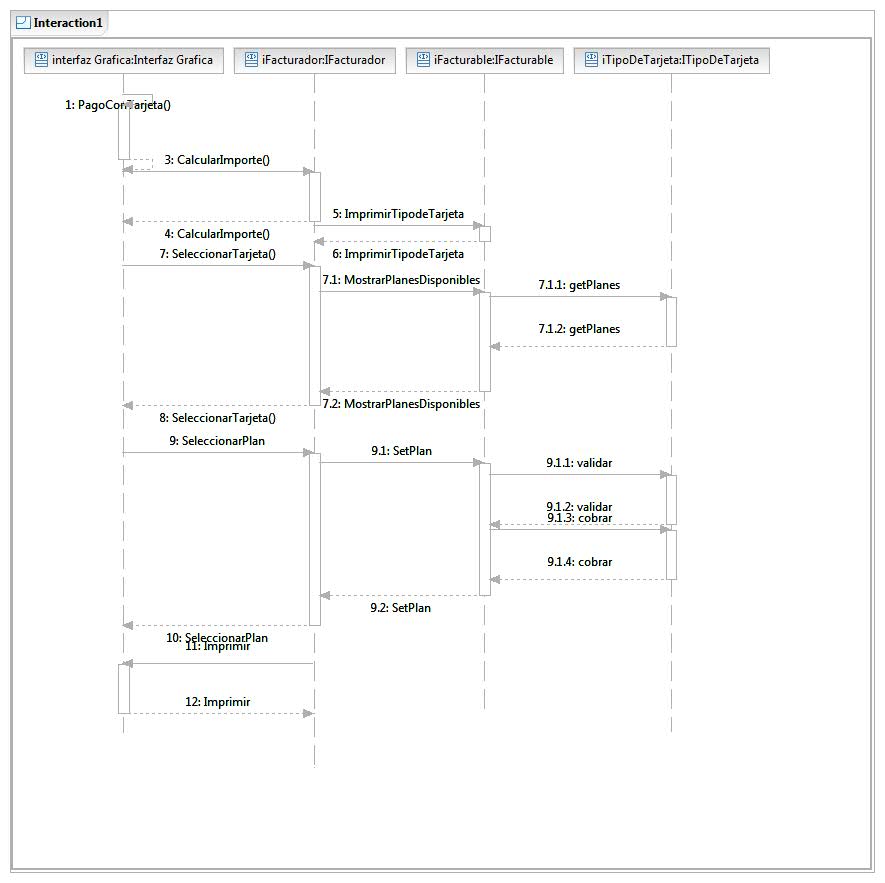 Interaction1
interfaz Grafica:Interfaz Grafica
iFacturador:IFacturador
iFacturable:IFacturable
iTipoDeTarjeta:ITipoDeTarjeta
1: PagoConTarjeta()
3: CalcularImporte()
5: ImprimirTipodeTarjeta
4: CalcularImporte()
7: SeleccionarTarjeta()
6: ImprimirTipodeTarjeta
7.1: MostrarPlanesDisponibles
7.1.1: getPlanes
7.1.2: getPlanes
7.2: MostrarPlanesDisponibles
8: SeleccionarTarjeta()
9: SeleccionarPlan
9.1: SetPlan
9.1.1: validar
9.1.2: validar
9.1.3: cobrar
9.1.4: cobrar
9.2: SetPlan
10: SeleccionarPlan
11: Imprimir
12: Imprimir